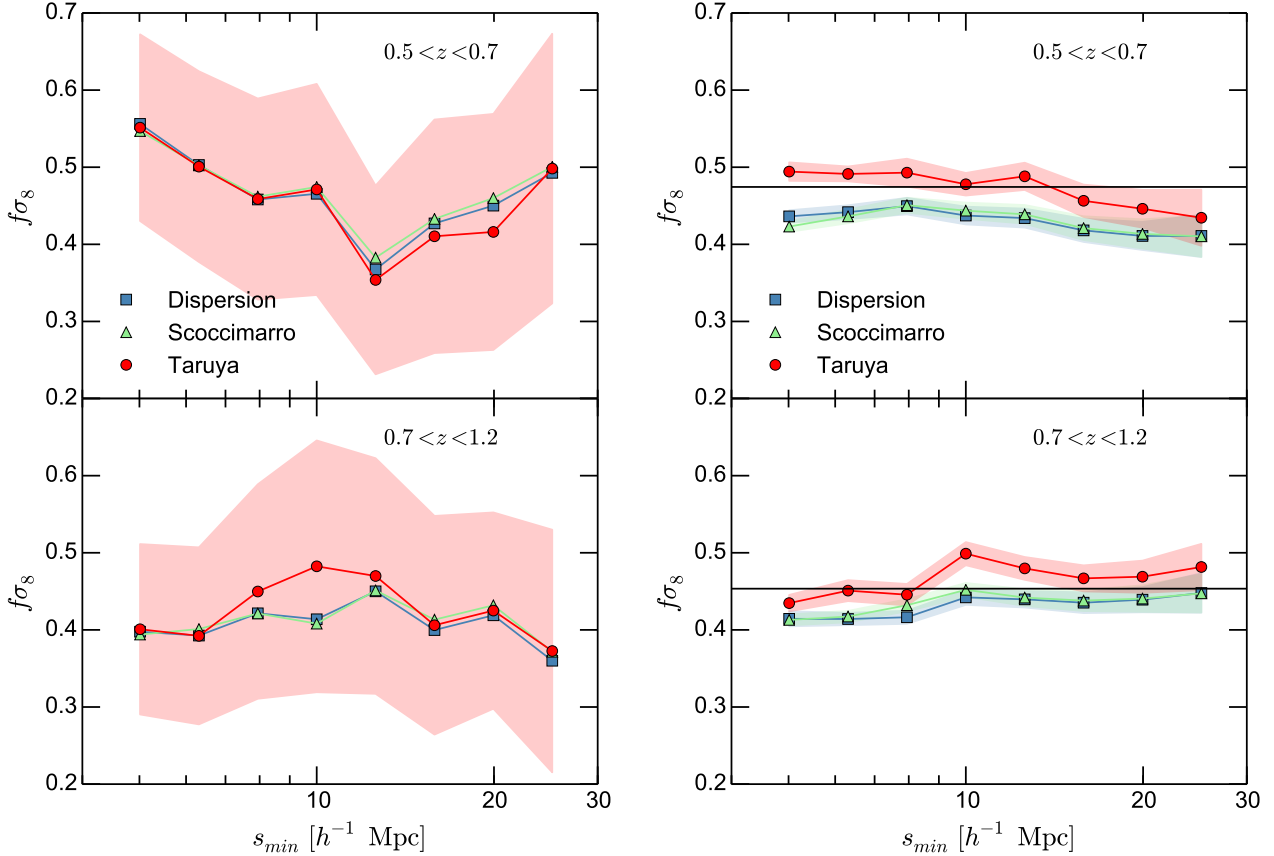 0.7
0.6
0.5
0.4
0.3
0.2
fσ₈
0.5 < z < 0.7
Dispersion
Scoccimarro
Taruya
0.7
0.6
0.5
0.4
0.3
0.2
fσ₈
0.5 < z < 0.7
Dispersion
Scoccimarro
Taruya
0.6
0.5
0.4
0.3
0.2
fσ₈
0.7 < z < 1.2
10 20 30
s_min [h⁻¹ Mpc]
0.6
0.5
0.4
0.3
0.2
fσ₈
0.7 < z < 1.2
10 20 30
s_min [h⁻¹ Mpc]